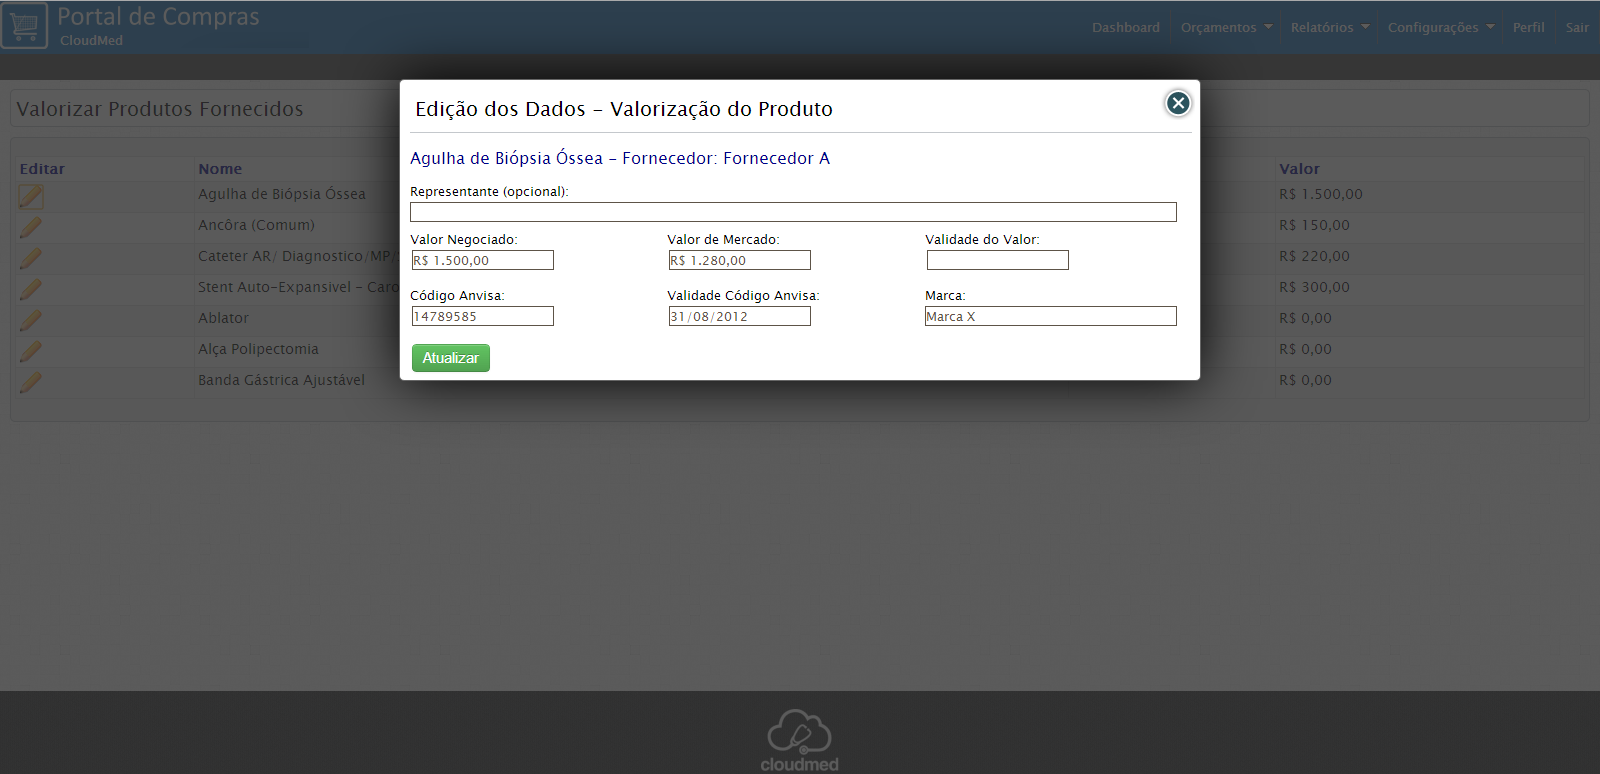 Portal de Compras
CloudMed
Dashboard Orçamentos Relatórios Configurações Perfil Sair
Valorizar Produtos Fornecidos
Edição dos Dados - Valorização do Produto
Agulha de Biópsia Óssea - Fornecedor: Fornecedor A
Representante (opcional):
Valor Negociado: Valor de Mercado: Validade do Valor:
R$ 1.500,00 R$ 1.280,00
Código Anvisa: Validade Código Anvisa: Marca:
14789585 31/08/2012 Marca X
Atualizar
Editar Nome Valor
Agulha de Biópsia Óssea R$ 1.500,00
Ancôra (Comum) R$ 150,00
Cateter AR/ Diagnostico/MP/ R$ 220,00
Stent Auto-Expansivel - Caro R$ 300,00
Ablator R$ 0,00
Alça Polipectomia R$ 0,00
Banda Gástrica Ajustável R$ 0,00
cloudmed